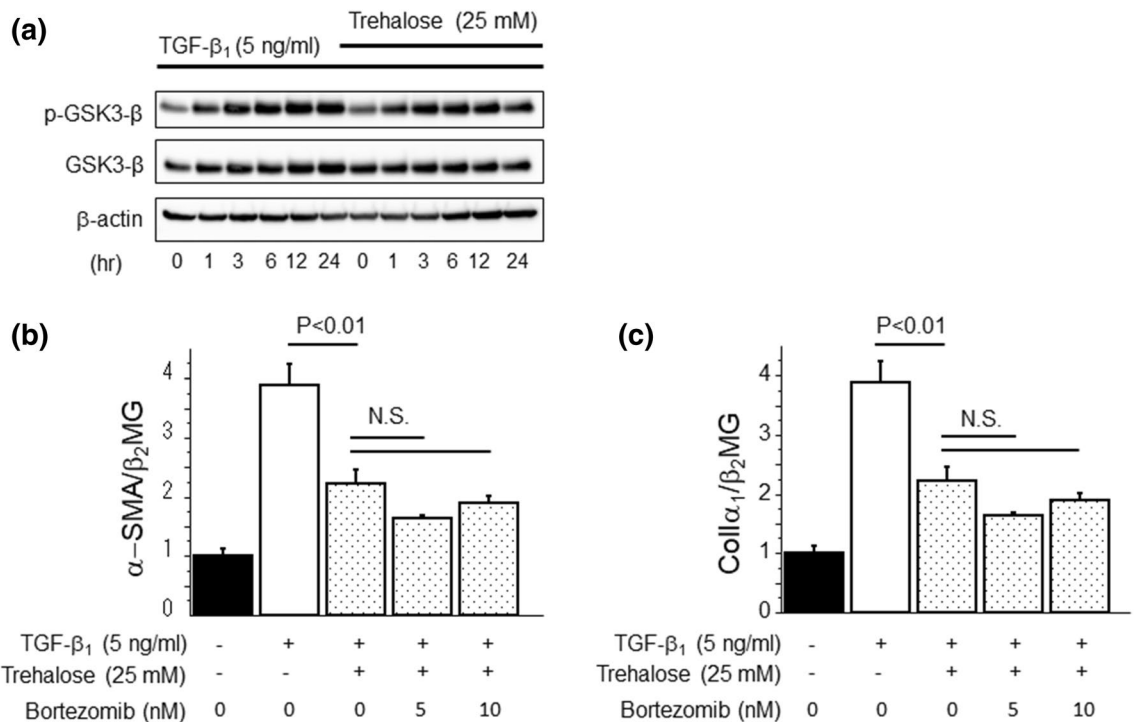 (a)
Trehalose (25 mM)
TGF-β₁ (5 ng/ml)
p-GSK3-β
GSK3-β
β-actin
(hr) 0 1 3 6 12 24 0 1 3 6 12 24
(b)
P<0.01
N.S.
α-SMA/β₂MG
4
3
2
1
0
TGF-β₁ (5 ng/ml) - + + + +
Trehalose (25 mM) - - + + +
Bortezomib (nM) 0 0 0 5 10
(c)
P<0.01
N.S.
ColIα₁/β₂MG
4
3
2
1
0
TGF-β₁ (5 ng/ml) - + + + +
Trehalose (25 mM) - - + + +
Bortezomib (nM) 0 0 0 5 10